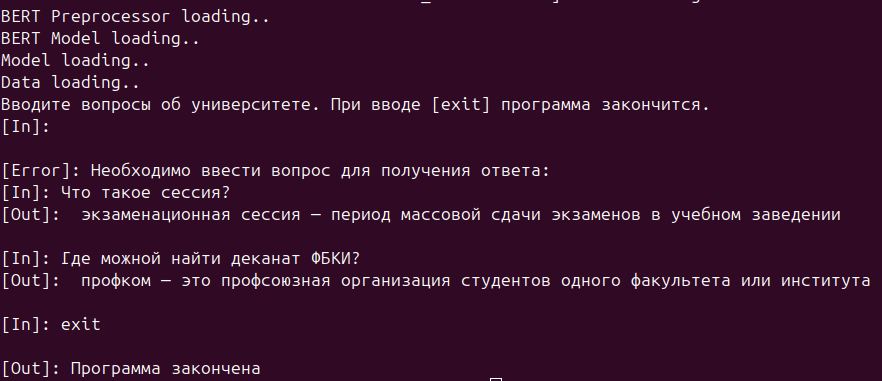 BERT Preprocessor loading..
BERT Model loading..
Model loading..
Data loading..
Вводите вопросы об университете. При вводе [exit] программа закончится.
[In]:
[Error]: Необходимо ввести вопрос для получения ответа:
[In]: Что такое сессия?
[Out]:  экзаменационная сессия — период массовой сдачи экзаменов в учебном заведении
[In]: Где можной найти деканат ФБКИ?
[Out]:  профком — это профсоюзная организация студентов одного факультета или института
[In]: exit
[Out]: Программа закончена